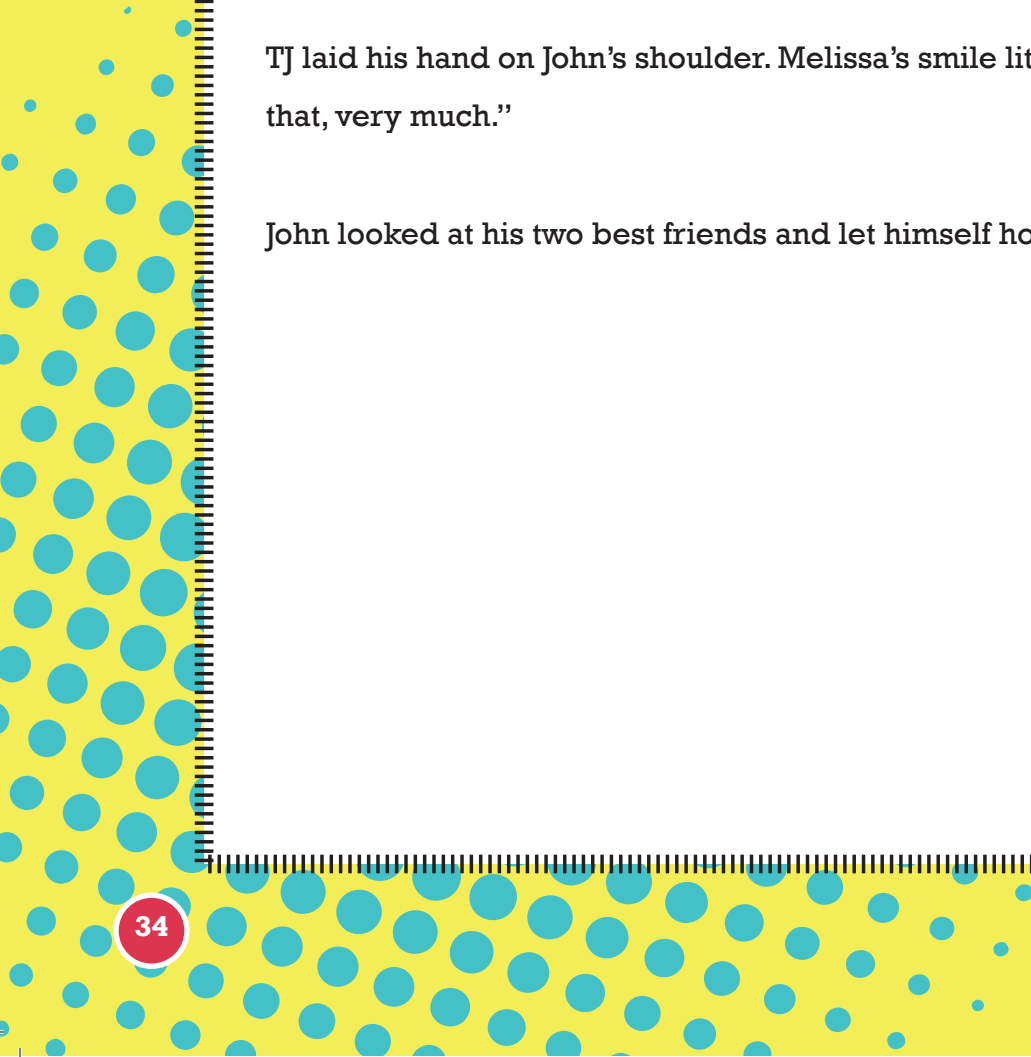 TJ laid his hand on John’s shoulder. Melissa’s smile
that, very much.”
John looked at his two best friends and let himself
34